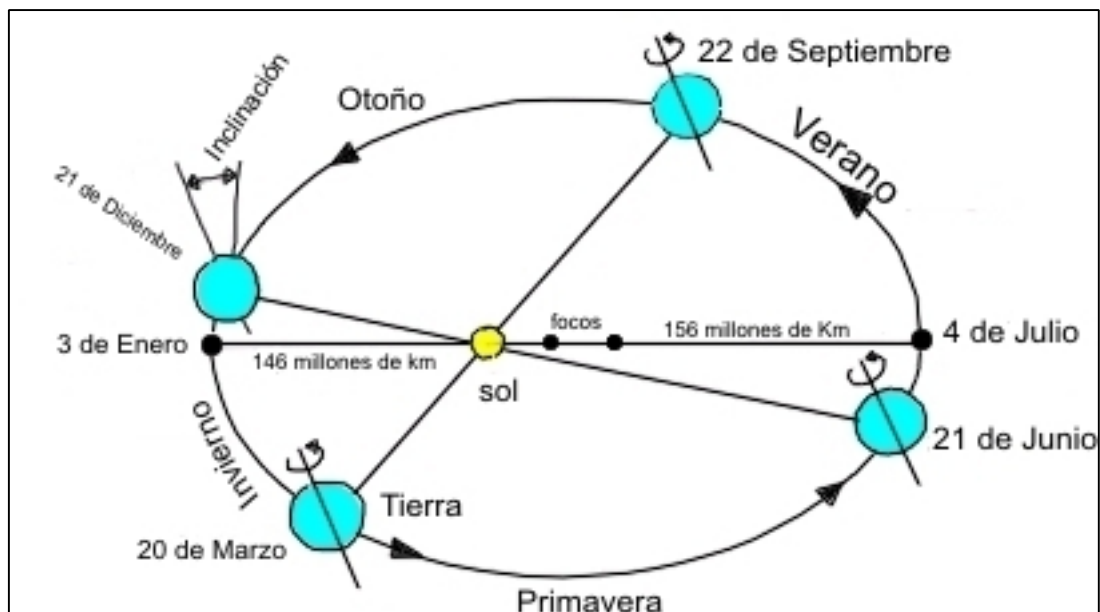 22 de Septiembre
Otoño
Inclinación
Verano
21 de Diciembre
focos
156 millones de Km
4 de Julio
3 de Enero
146 millones de km
sol
21 de Junio
Invierno
Tierra
20 de Marzo
Primavera